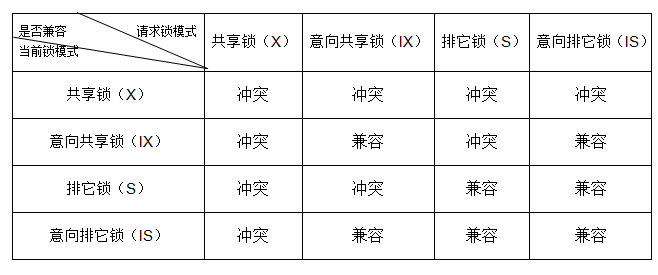 是否兼容 请求锁模式
当前锁模式
共享锁（X） 意向共享锁（IX） 排它锁（S） 意向排它锁（IS）
共享锁（X） 冲突 冲突 冲突 冲突
意向共享锁（IX） 冲突 兼容 冲突 兼容
排它锁（S） 冲突 冲突 兼容 兼容
意向排它锁（IS） 冲突 兼容 兼容 兼容